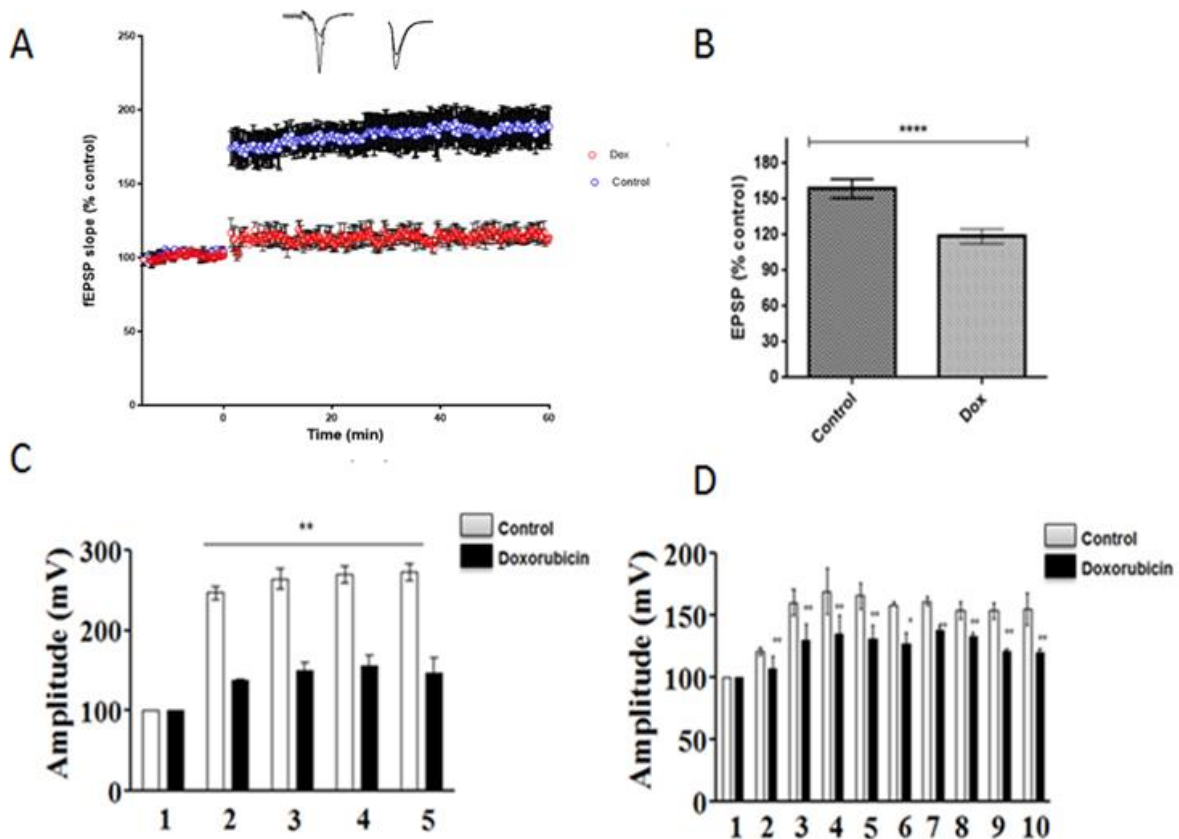 A
250
200
150
100
50
0
fEPSP slope (% control)
0 20 40 60
Time (min)
Dox
Control
B
****
180
150
120
90
60
30
0
EPSP (% control)
Control Dox
C
**
Control
Doxorubicin
300
200
100
0
Amplitude (mV)
1 2 3 4 5
D
Control
Doxorubicin
200
150
100
50
0
Amplitude (mV)
** ** ** ** * ** ** ** **
1 2 3 4 5 6 7 8 9 10